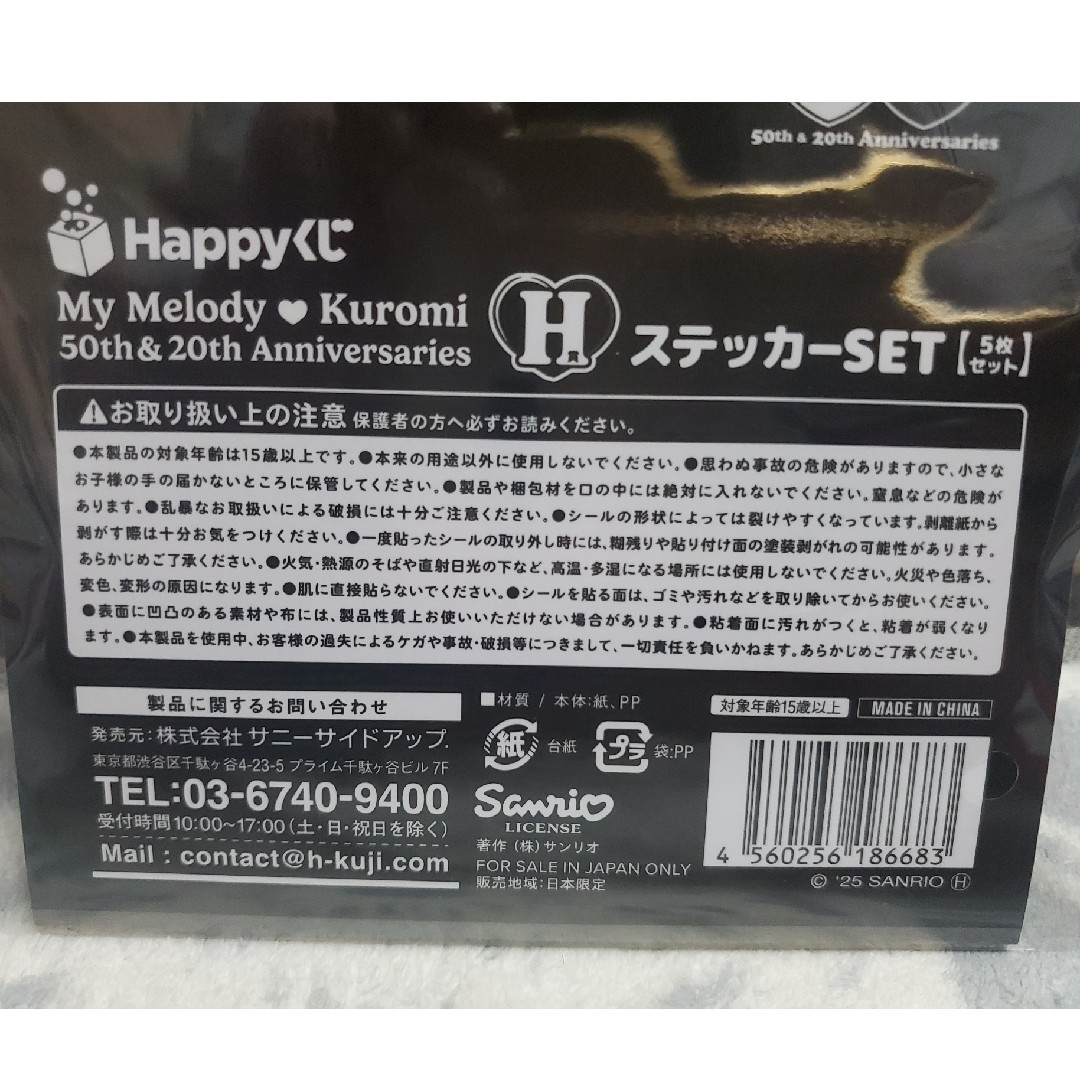 50th & 20th Anniversaries
Happyくじ
My Melody ♥ Kuromi
50th & 20th Anniversaries
H賞 ステッカーSET【5枚セット】
⚠お取り扱い上の注意 保護者の方へ必ずお読みください。
●本製品の対象年齢は15歳以上です。●本来の用途以外に使用しないでください。●思わぬ事故の危険がありますので、小さな
お子様の手の届かないところに保管してください。●製品や梱包材を口の中には絶対に入れないでください。窒息などの危険が
あります。●乱暴なお取扱いによる破損には十分ご注意ください。●シールの形状によっては裂けやすくなっています。剥離紙から
剥がす際は十分お気をつけください。●一度貼ったシールの取り外し時には、糊残りや貼り付け面の塗装剥がれの可能性があります。
あらかじめご了承ください。●火気・熱源のそばや直射日光の下など、高温・多湿になる場所には使用しないでください。火災や色落ち、
変色、変形の原因になります。●肌に直接貼らないでください。●シールを貼る面は、ゴミや汚れなどを取り除いてからお使いください。
●表面に凹凸のある素材や布には、製品性質上お使いいただけない場合があります。●粘着面に汚れがつくと、粘着が弱くなり
ます。●本製品を使用中、お客様の過失によるケガや事故・破損等につきまして、一切責任を負いかねます。あらかじめご了承ください。
製品に関するお問い合わせ
発売元:株式会社 サニーサイドアップ.
東京都渋谷区千駄ヶ谷4-23-5 プライム千駄ヶ谷ビル 7F
TEL:03-6740-9400
受付時間10:00~17:00(土・日・祝日を除く)
Mail : contact@h-kuji.com
■材質 / 本体:紙、PP
紙 台紙 プラ 袋:PP
Sanrio
LICENSE
著作 (株)サンリオ
FOR SALE IN JAPAN ONLY
販売地域:日本限定
対象年齢15歳以上 MADE IN CHINA
4 560256 186683
© '25 SANRIO Ⓗ